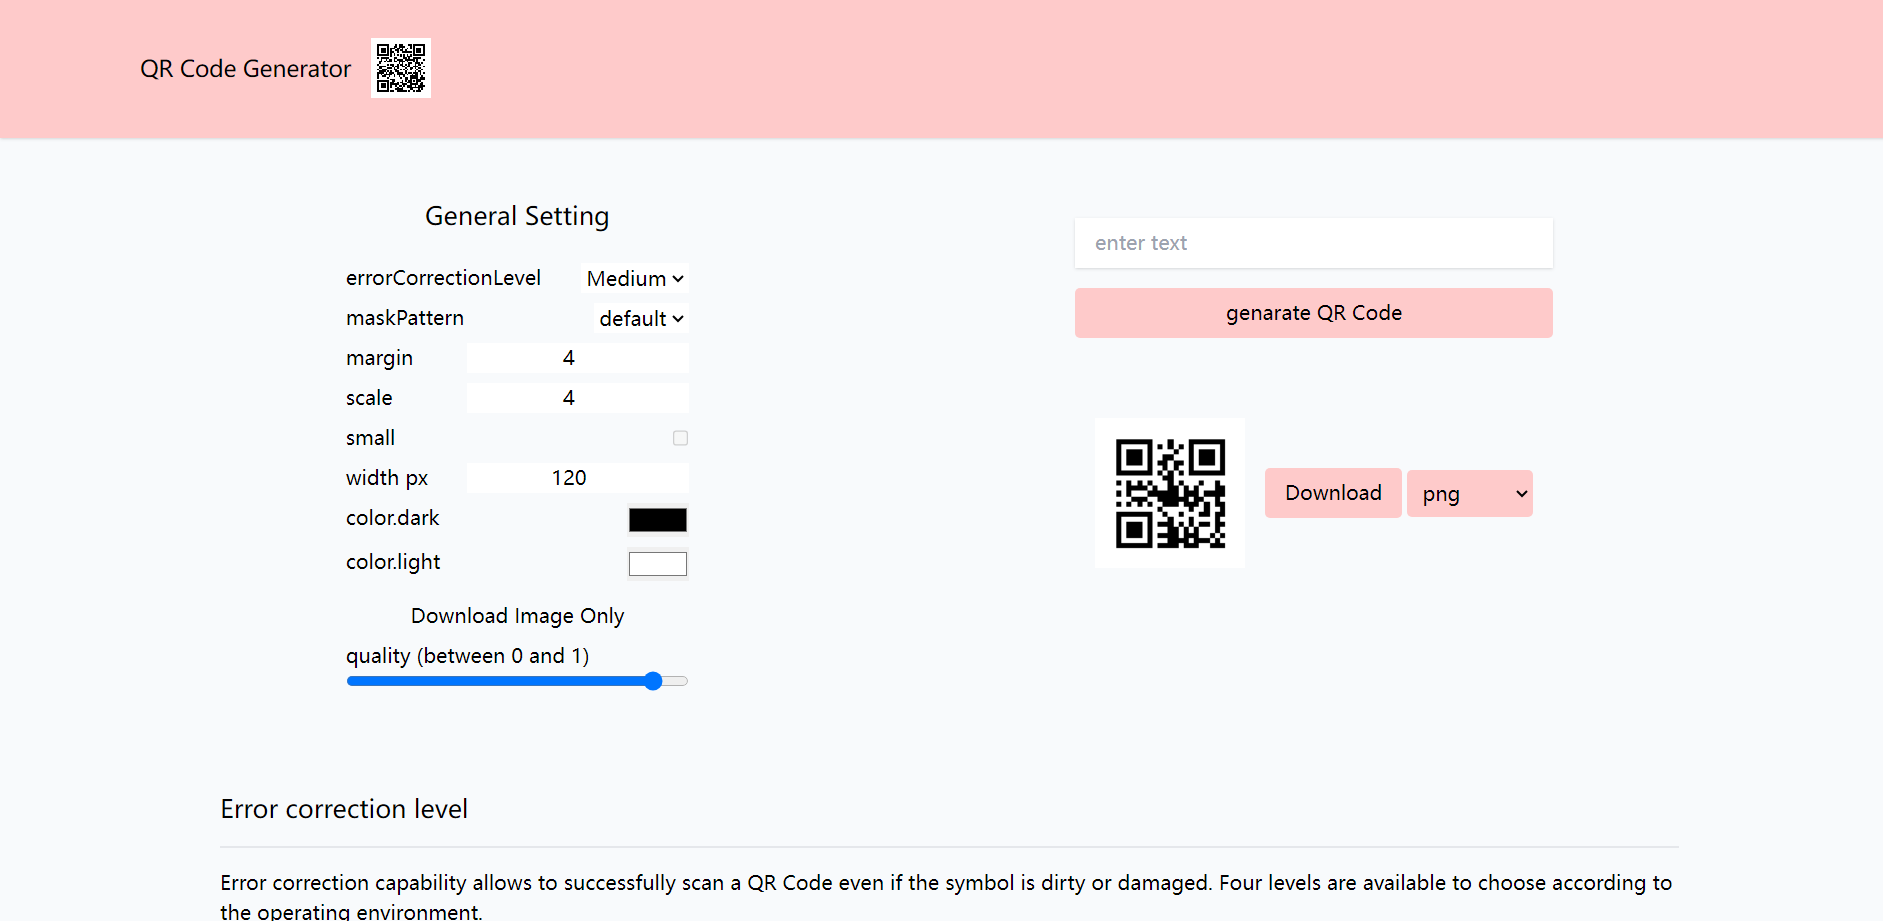 QR Code Generator
General Setting
errorCorrectionLevel Medium
maskPattern default
margin 4
scale 4
small
width px 120
color.dark
color.light
Download Image Only
quality (between 0 and 1)
enter text
genarate QR Code
Download png
Error correction level
Error correction capability allows to successfully scan a QR Code even if the symbol is dirty or damaged. Four levels are available to choose according to
the operating environment.